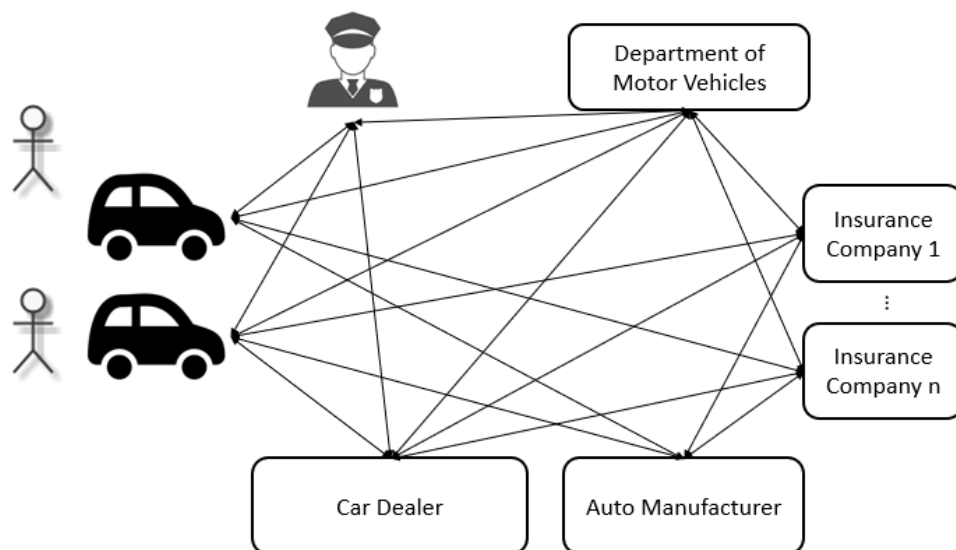 Department of
Motor Vehicles
Insurance
Company 1
...
Insurance
Company n
Car Dealer
Auto Manufacturer